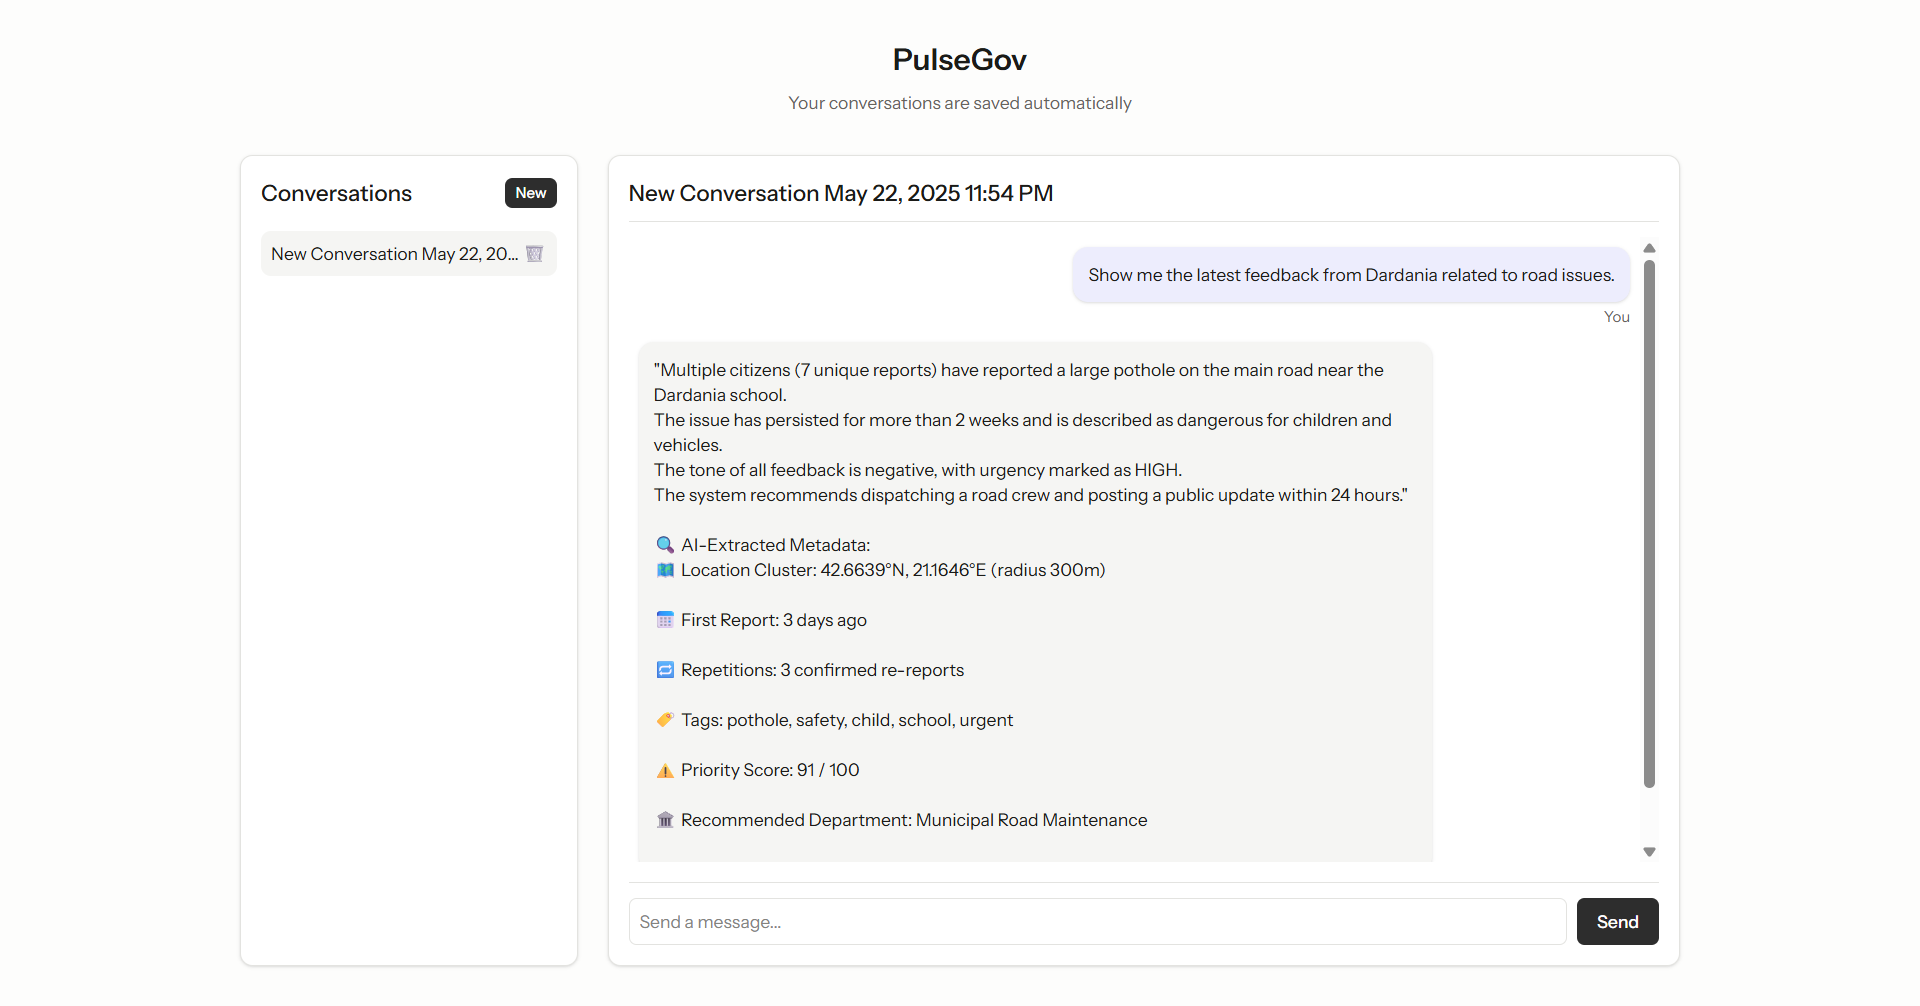 PulseGov
Your conversations are saved automatically
Conversations
New
New Conversation May 22, 20...
New Conversation May 22, 2025 11:54 PM
Show me the latest feedback from Dardania related to road issues.
You
"Multiple citizens (7 unique reports) have reported a large pothole on the main road near the
Dardania school.
The issue has persisted for more than 2 weeks and is described as dangerous for children and
vehicles.
The tone of all feedback is negative, with urgency marked as HIGH.
The system recommends dispatching a road crew and posting a public update within 24 hours."
🔍 AI-Extracted Metadata:
🗺️ Location Cluster: 42.6639°N, 21.1646°E (radius 300m)
📅 First Report: 3 days ago
🔁 Repetitions: 3 confirmed re-reports
🏷️ Tags: pothole, safety, child, school, urgent
⚠️ Priority Score: 91 / 100
🏛️ Recommended Department: Municipal Road Maintenance
Send a message...
Send